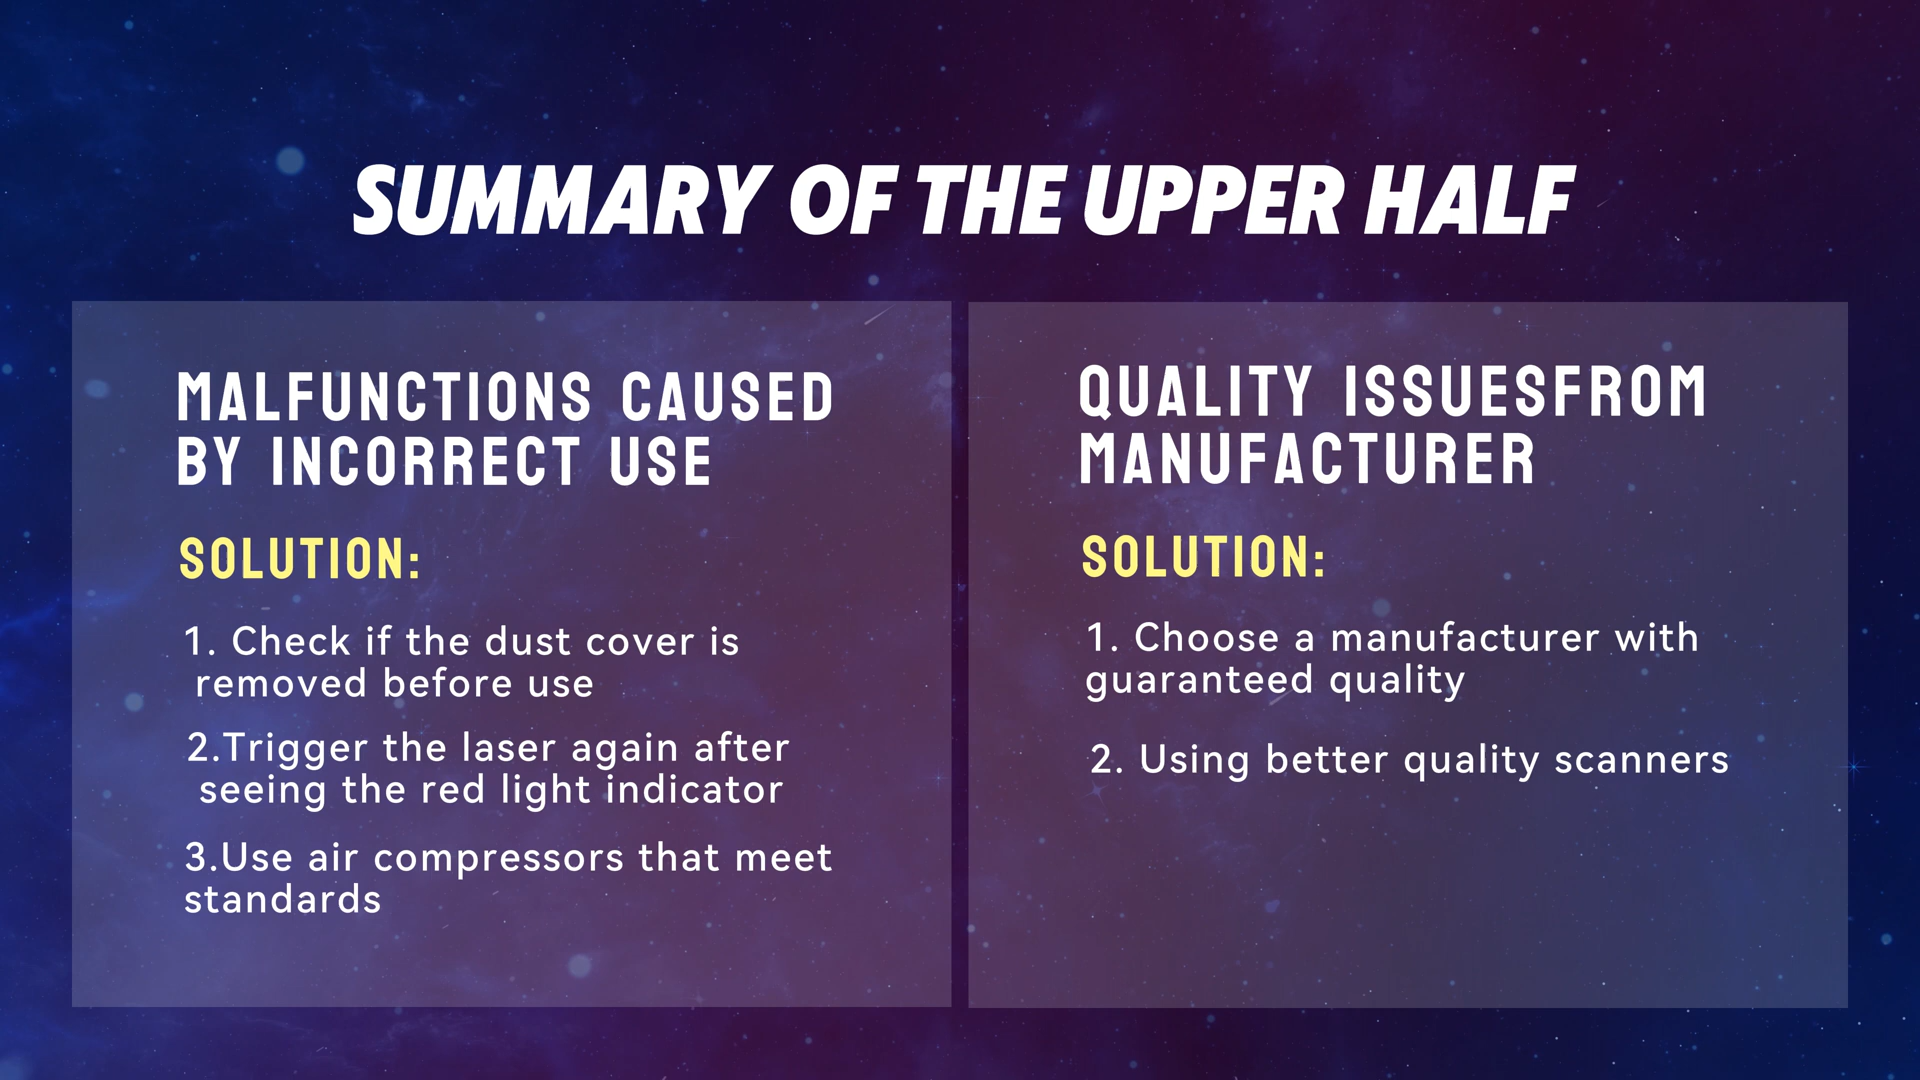 SUMMARY OF THE UPPER HALF
MALFUNCTIONS CAUSED
BY INCORRECT USE
SOLUTION:
1. Check if the dust cover is
removed before use
2.Trigger the laser again after
seeing the red light indicator
3.Use air compressors that meet
standards
QUALITY ISSUESFROM
MANUFACTURER
SOLUTION:
1. Choose a manufacturer with
guaranteed quality
2. Using better quality scanners